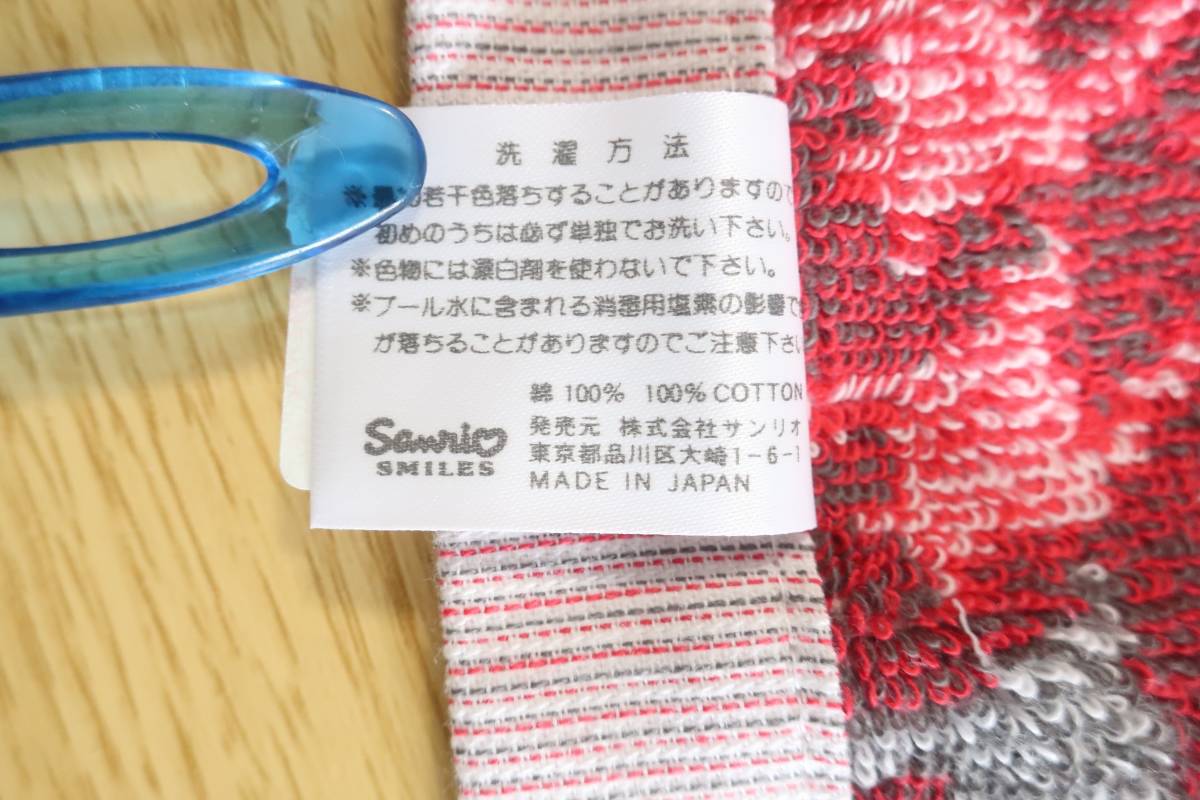 洗濯方法
※最初若干色落ちすることがありますので
初めのうちは必ず単独でお洗い下さい。
※色物には漂白剤を使わないで下さい。
※プール水に含まれる消毒用塩素の影響で
が落ちることがありますのでご注意下さい
綿 100% 100% COTTON
発売元 株式会社サンリオ
東京都品川区大崎1-6-1
MADE IN JAPAN
Sanrio
SMILES